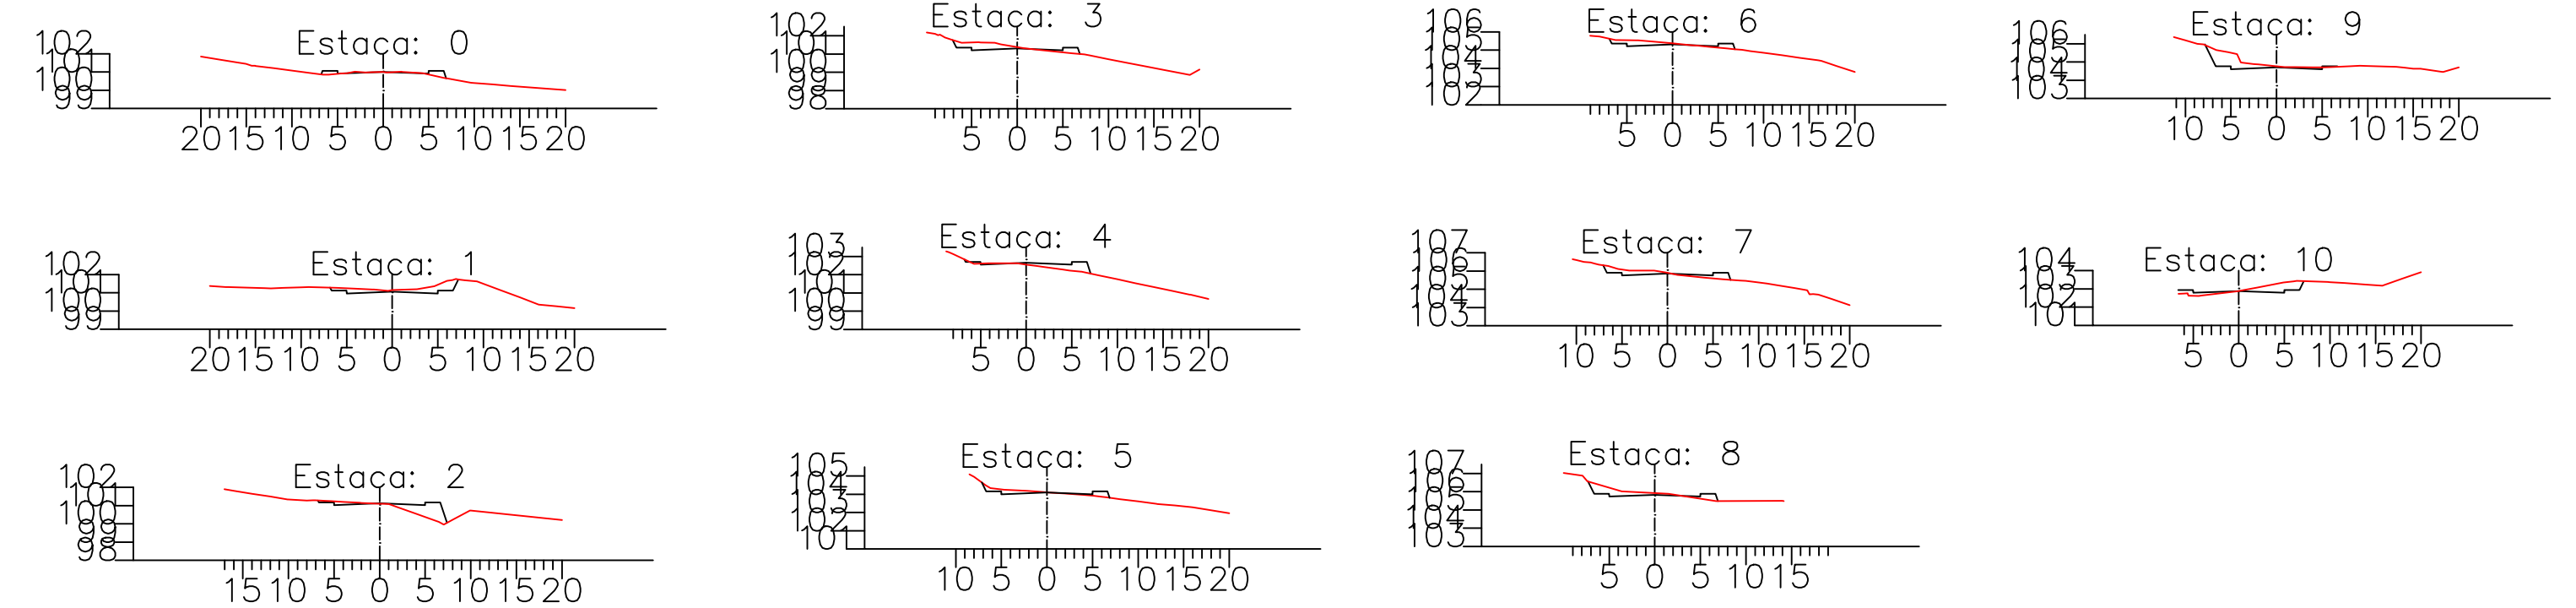 Estaca: 0
102
101
100
99
20 15 10 5 0 5 10 15 20
Estaca: 1
102
101
100
99
20 15 10 5 0 5 10 15 20
Estaca: 2
102
101
100
99
98
15 10 5 0 5 10 15 20
Estaca: 3
102
101
100
99
98
5 0 5 10 15 20
Estaca: 4
103
102
101
100
99
5 0 5 10 15 20
Estaca: 5
105
104
103
102
101
10 5 0 5 10 15 20
Estaca: 6
106
105
104
103
102
5 0 5 10 15 20
Estaca: 7
107
106
105
104
103
10 5 0 5 10 15 20
Estaca: 8
107
106
105
104
103
5 0 5 10 15
Estaca: 9
106
105
104
103
10 5 0 5 10 15 20
Estaca: 10
104
103
102
101
5 0 5 10 15 20